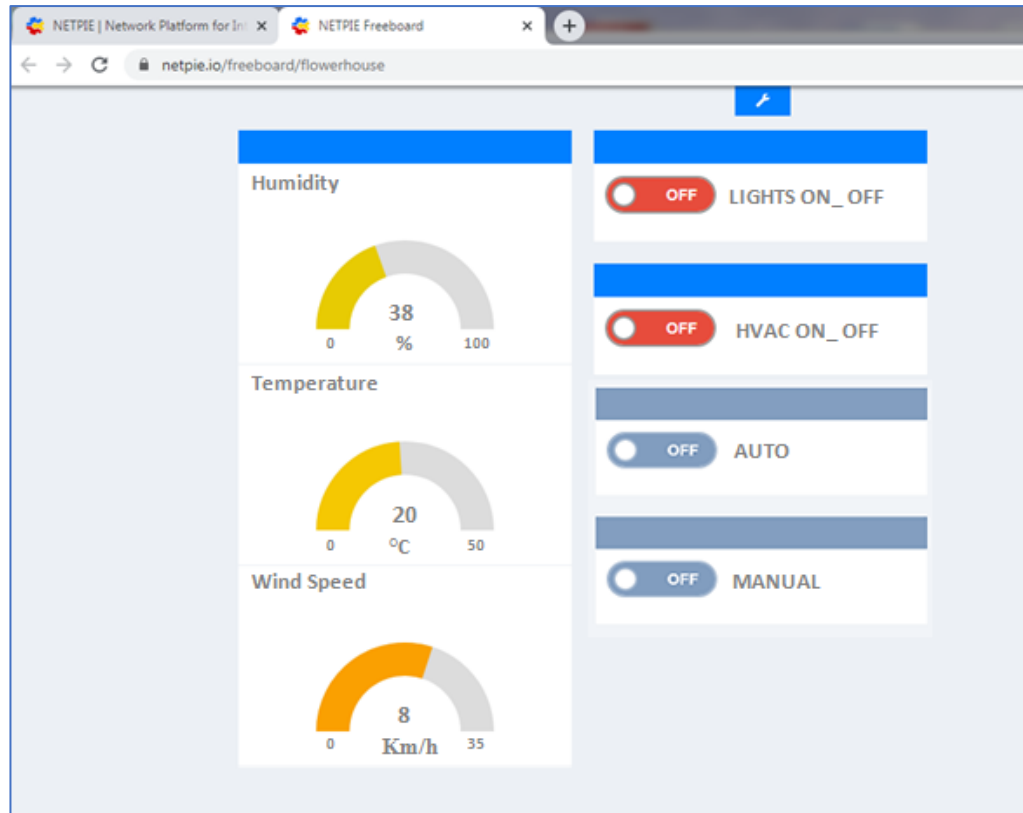 NETPIE | Network Platform for Int
NETPIE Freeboard
netpie.io/freeboard/flowerhouse
Humidity
38
%
0
100
Temperature
20
°C
0
50
Wind Speed
8
Km/h
0
35
OFF LIGHTS ON_ OFF
OFF HVAC ON_ OFF
OFF AUTO
OFF MANUAL